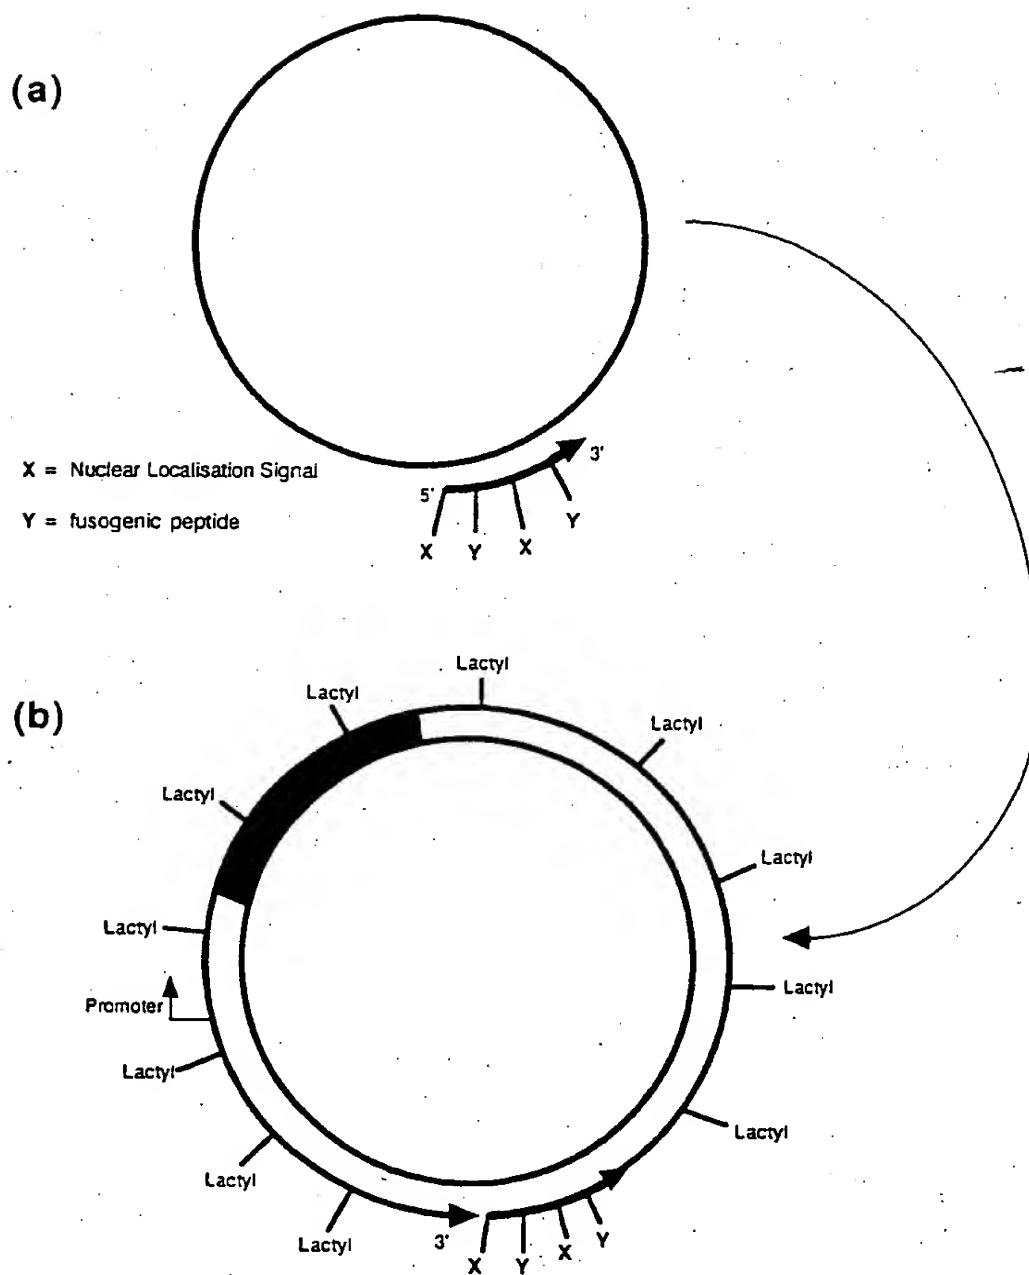 (a)
3'
X = Nuclear Localisation Signal
5'
Y = fusogenic peptide
X Y X Y
Lactyl
Lactyl
(b)
Lactyl
Lactyl
Lactyl
Lactyl
Lactyl
Promoter
Lactyl
Lactyl
Lactyl
Lactyl
3'
X Y X Y